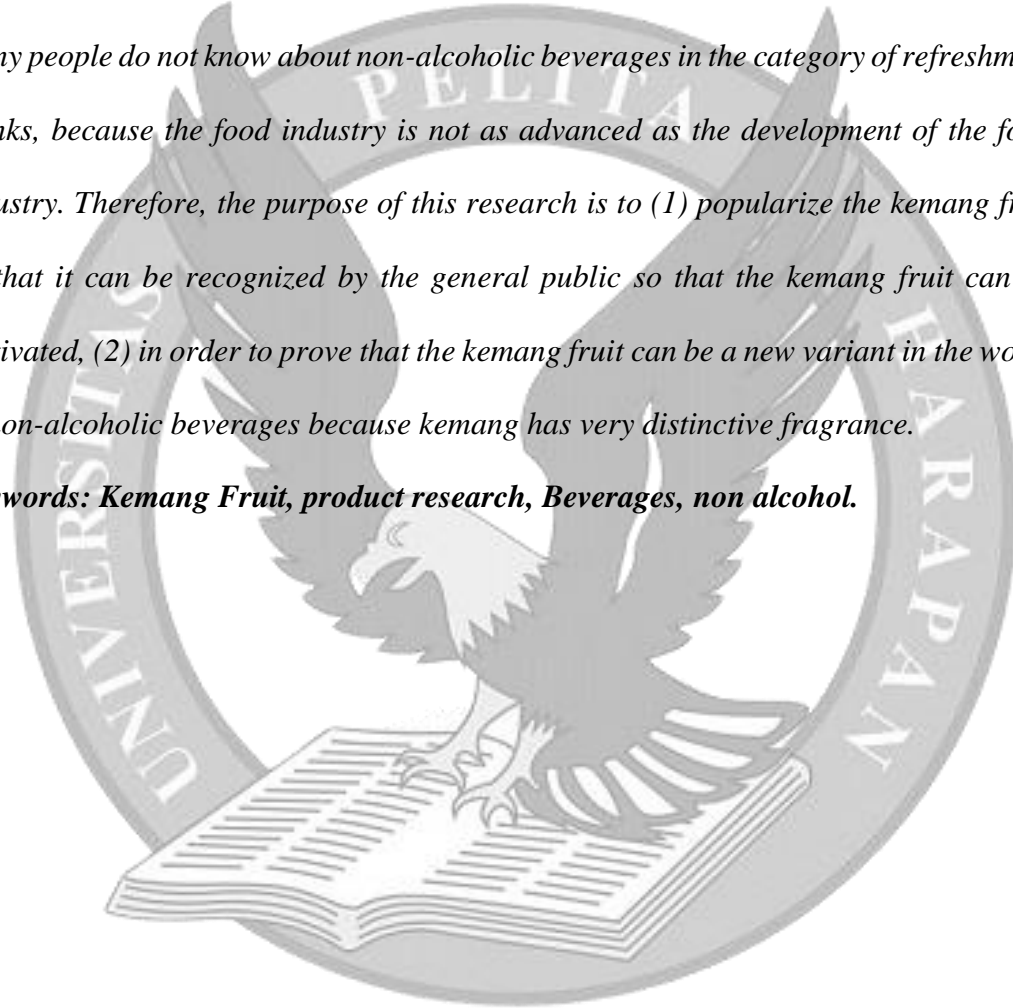 ny people do not know about non-alcoholic beverages in the category of refreshm
nks, because the food industry is not as advanced as the development of the fo
ustry. Therefore, the purpose of this research is to (1) popularize the kemang fr
that it can be recognized by the general public so that the kemang fruit can
ivated, (2) in order to prove that the kemang fruit can be a new variant in the wo
non-alcoholic beverages because kemang has very distinctive fragrance.
words: Kemang Fruit, product research, Beverages, non alcohol.
UNIVERSITAS PELITA HARAPAN